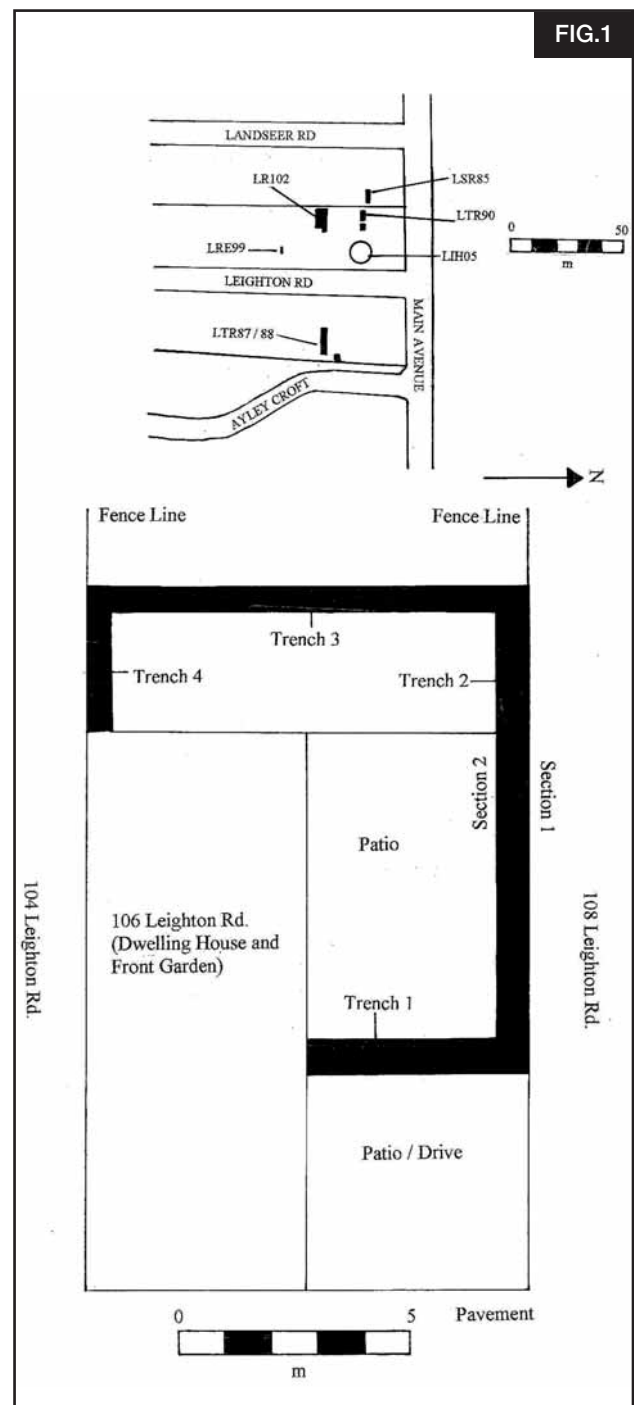 FIG.1
LANDSEER RD
LR102
LSR85
LTR90
0 50
m
LRE99
LIH05
LEIGHTON RD
MAIN AVENUE
LTR87/88
AYLEY CROFT
N
Fence Line
Fence Line
Trench 3
Trench 4
Trench 2
Section 2
Section 1
Patio
104 Leighton Rd.
106 Leighton Rd.
(Dwelling House and
Front Garden)
108 Leighton Rd.
Trench 1
Patio / Drive
0 5
Pavement
m